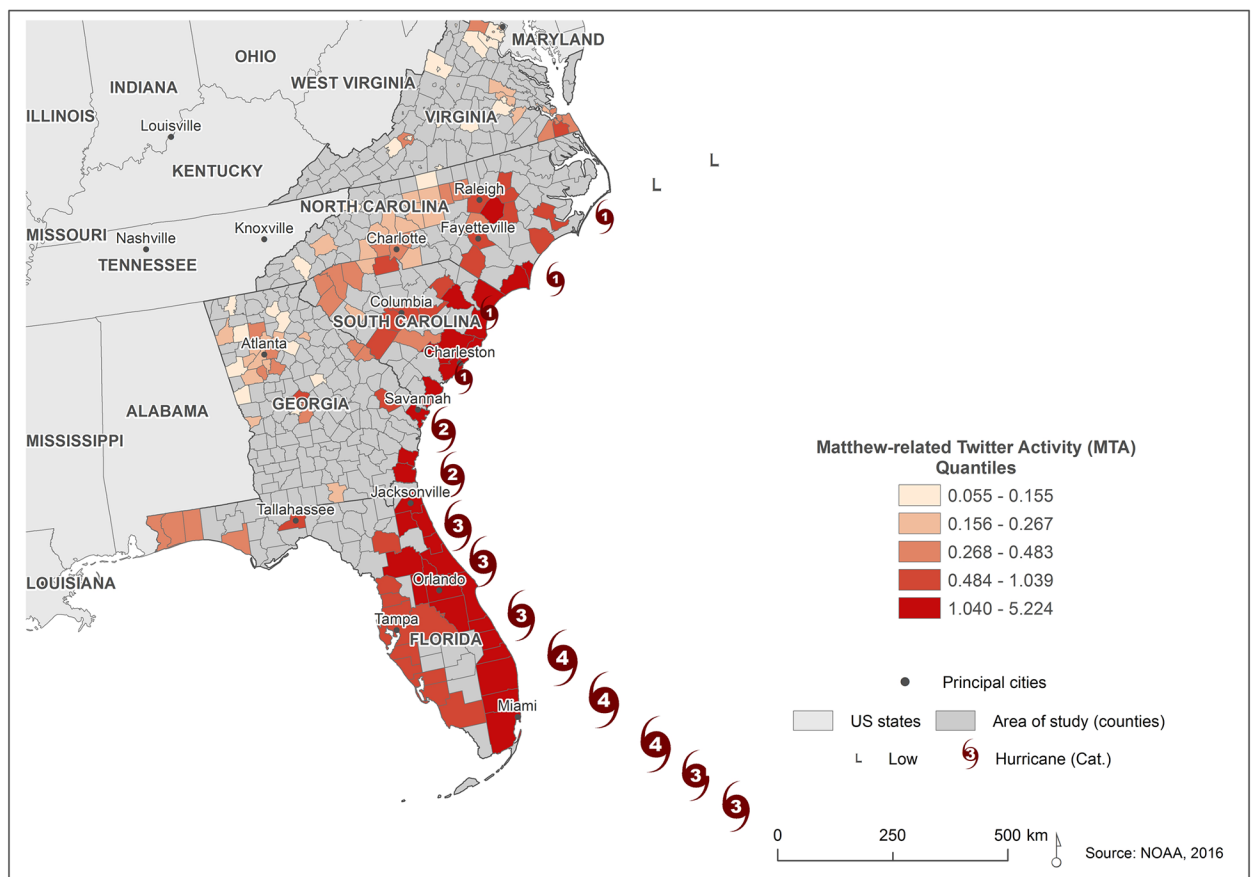 MARYLAND
OHIO
WEST VIRGINIA
INDIANA
ILLINOIS
VIRGINIA
Louisville
KENTUCKY
L
L
Raleigh
NORTH CAROLINA
1
Knoxville
Fayetteville
MISSOURI
Nashville
Charlotte
TENNESSEE
1
Columbia
1
SOUTH CAROLINA
Atlanta
Charleston
1
Savannah
GEORGIA
ALABAMA
2
MISSISSIPPI
2
Jacksonville
Tallahassee
3
3
LOUISIANA
Orlando
3
Tampa
FLORIDA
4
4
Miami
4
3
3
Matthew-related Twitter Activity (MTA)
Quantiles
0.055 - 0.155
0.156 - 0.267
0.268 - 0.483
0.484 - 1.039
1.040 - 5.224
Principal cities
US states Area of study (counties)
L Low 3 Hurricane (Cat.)
0 250 500 km
Source: NOAA, 2016